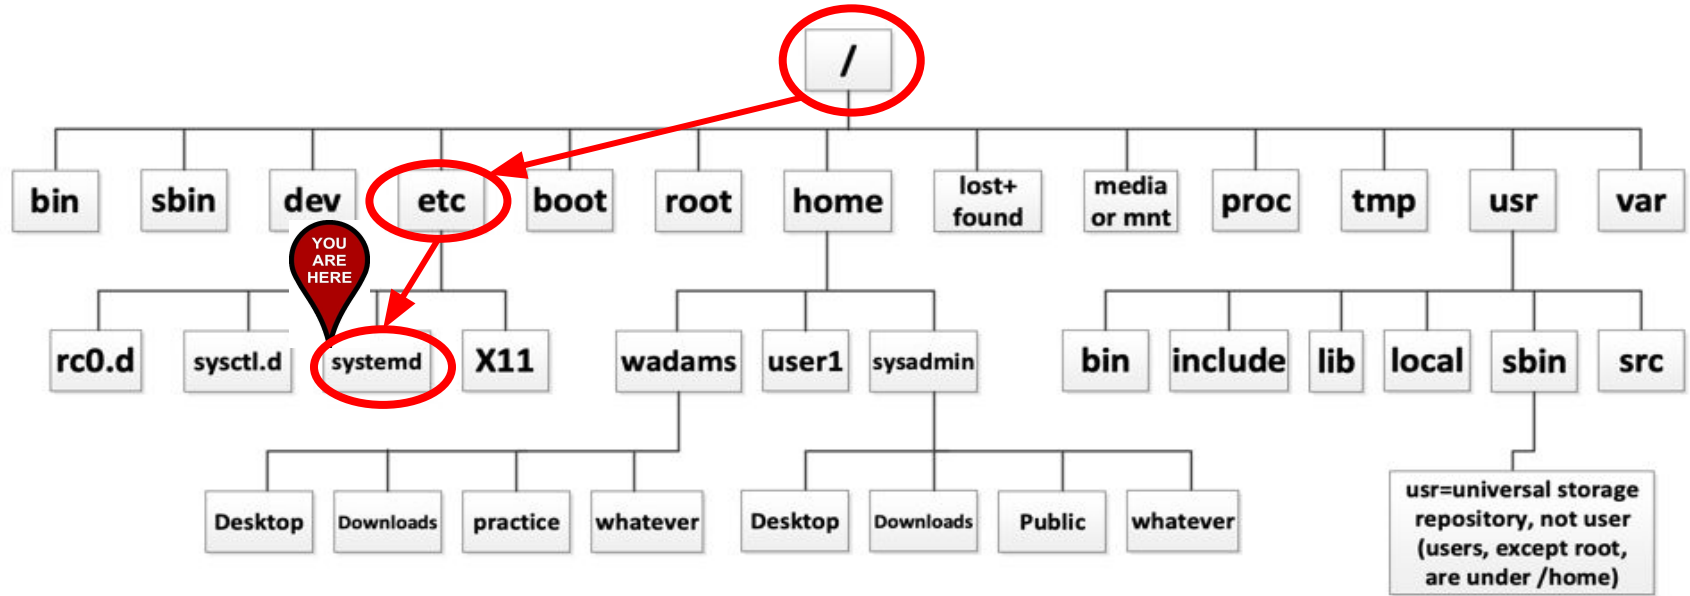 /
bin
sbin
dev
etc
boot
root
home
lost+
found
media
or mnt
proc
tmp
usr
var
YOU
ARE
HERE
rc0.d
sysctl.d
systemd
X11
wadams
user1
sysadmin
bin
include
lib
local
sbin
src
Desktop
Downloads
practice
whatever
Desktop
Downloads
Public
whatever
usr=universal storage
repository, not user
(users, except root,
are under /home)